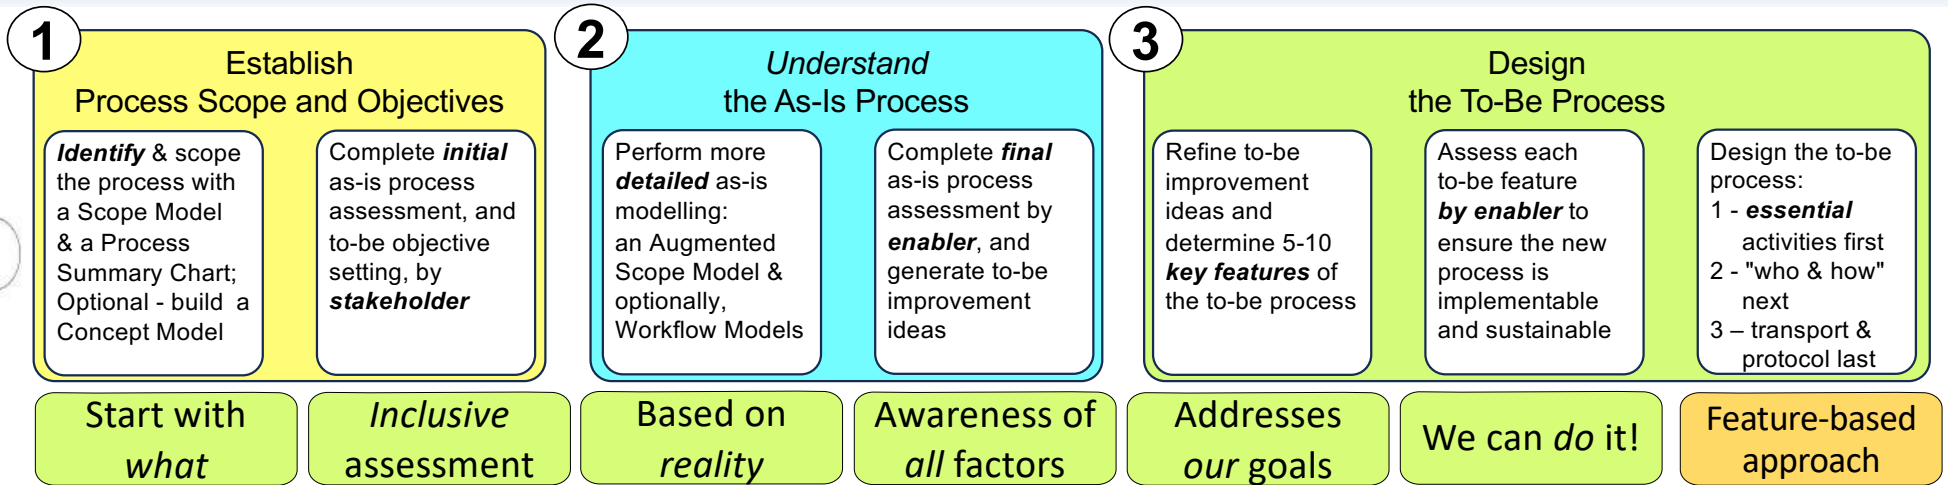 1
Establish
Process Scope and Objectives
Identify & scope
the process with
a Scope Model
& a Process
Summary Chart;
Optional - build a
Concept Model
Complete initial
as-is process
assessment, and
to-be objective
setting, by
stakeholder
2
Understand
the As-Is Process
Perform more
detailed as-is
modelling:
an Augmented
Scope Model &
optionally,
Workflow Models
Complete final
as-is process
assessment by
enabler, and
generate to-be
improvement
ideas
3
Design
the To-Be Process
Refine to-be
improvement
ideas and
determine 5-10
key features of
the to-be process
Assess each
to-be feature
by enabler to
ensure the new
process is
implementable
and sustainable
Design the to-be
process:
1 - essential
activities first
2 - "who & how"
next
3 – transport &
protocol last
Start with
what
Inclusive
assessment
Based on
reality
Awareness of
all factors
Addresses
our goals
We can do it!
Feature-based
approach